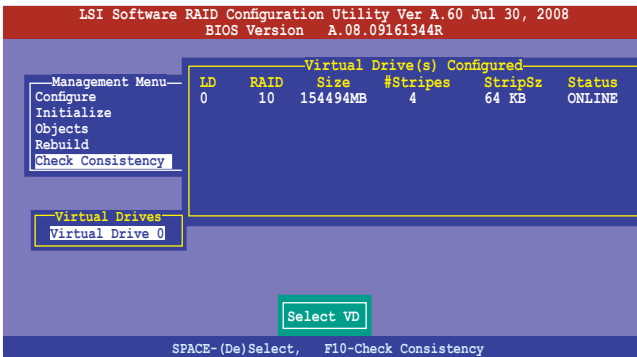 LSI Software RAID Configuration Utility Ver A.60 Jul 30, 2008
BIOS Version A.08.09161344R
Virtual Drive(s) Configured
LD RAID Size #Stripes StripSz Status
0 10 154494MB 4 64 KB ONLINE
Management Menu
Configure
Initialize
Objects
Rebuild
Check Consistency
Virtual Drives
Virtual Drive 0
Select VD
SPACE-(De)Select, F10-Check Consistency